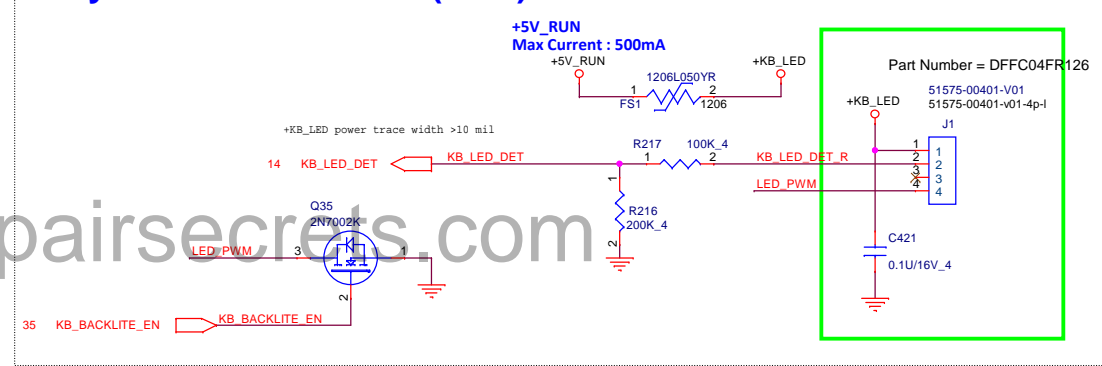 +5V_RUN
Max Current : 500mA
+5V_RUN
+KB_LED
1206L050YR
1
2
FS1
1206
Part Number = DFFC04FR126
51575-00401-V01
51575-00401-v01-4p-l
+KB_LED
J1
+KB_LED power trace width >10 mil
R217
100K_4
14
KB_LED_DET
KB_LED_DET
1
2
KB_LED_DET_R
LED_PWM
1
2
3
4
1
2
3
4
1
R216
200K_4
2
Q35
2N7002K
LED_PWM
3
1
2
C421
0.1U/16V_4
35
KB_BACKLITE_EN
KB_BACKLITE_EN
pairsecrets.com